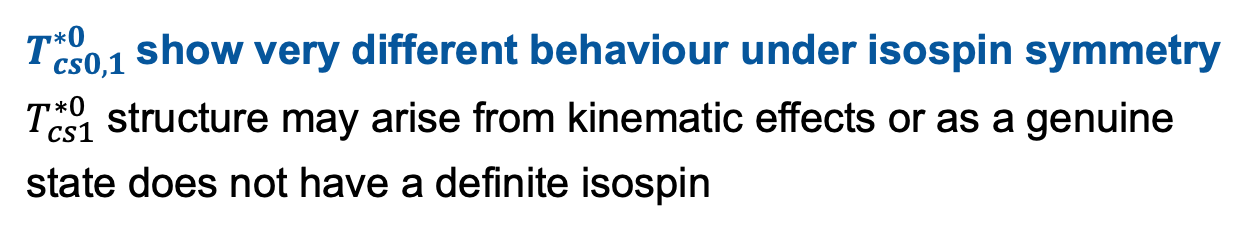 T*0cs0,1 show very different behaviour under isospin symmetry
T*0cs1 structure may arise from kinematic effects or as a genuine
state does not have a definite isospin